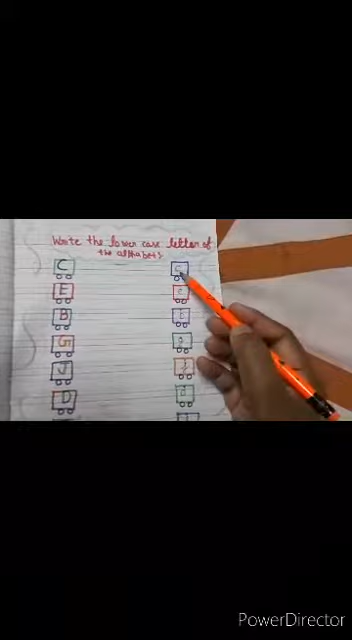 Write the lower case letter of
the alphabets
C c
E e
B b
G g
J j
D d
PowerDirector